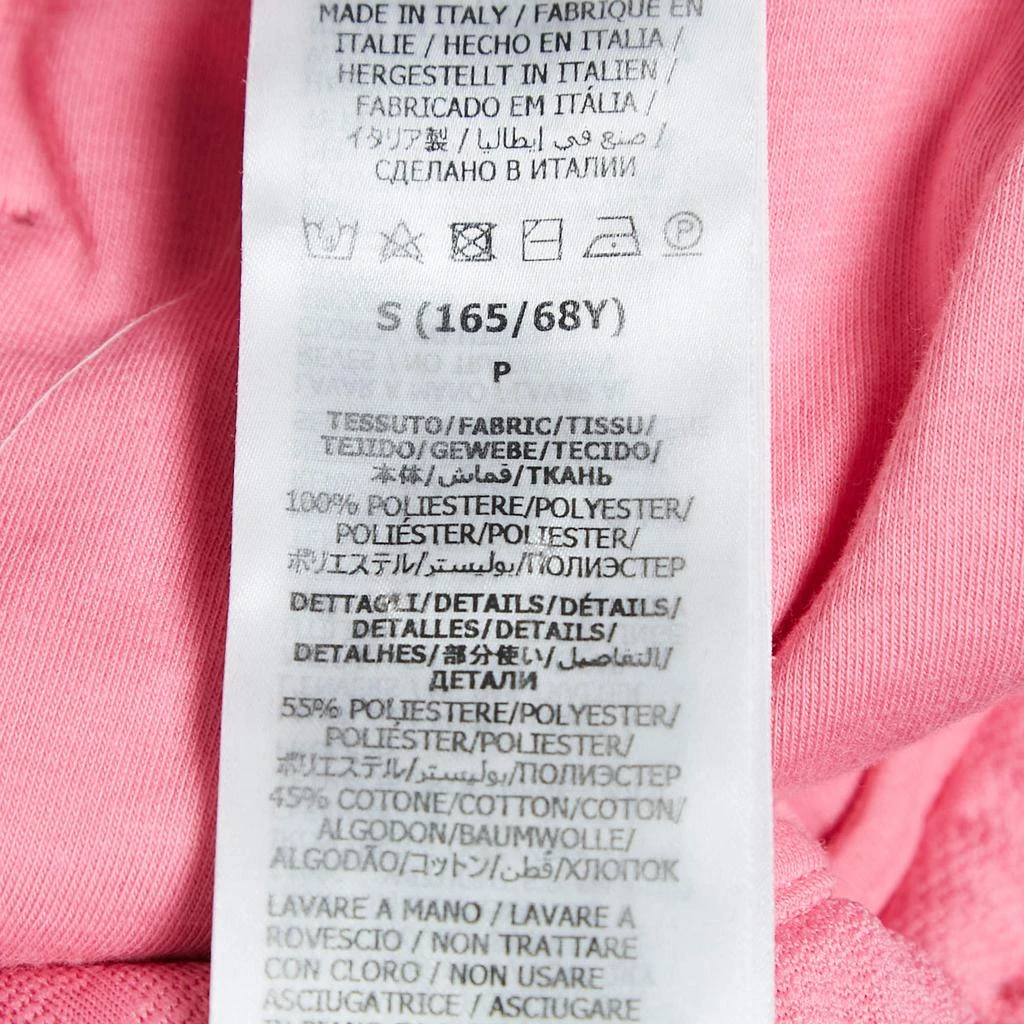 MADE IN ITALY / FABRIQUÉ EN
ITALIE / HECHO EN ITALIA /
HERGESTELLT IN ITALIEN /
FABRICADO EM ITÁLIA /
イタリア製 / صنع في إيطاليا /
СДЕЛАНО В ИТАЛИИ
P
S (165/68Y)
P
TESSUTO/FABRIC/TISSU/
TEJIDO/GEWEBE/TECIDO/
本体/قماش/ТКАНЬ
100% POLIESTERE/POLYESTER/
POLIÉSTER/POLIESTER/
ポリエステル/بوليستر/ПОЛИЭСТЕР
DETTAGLI/DETAILS/DÉTAILS/
DETALLES/DETAILS/
DETALHES/部分使い/التفاصيل/
ДЕТАЛИ
55% POLIESTERE/POLYESTER/
POLIÉSTER/POLIESTER/
ポリエステル/بوليستر/ПОЛИЭСТЕР
45% COTONE/COTTON/COTON/
ALGODON/BAUMWOLLE/
ALGODÃO/コットン/قطن/ХЛОПОК
LAVARE A MANO / LAVARE A
ROVESCIO / NON TRATTARE
CON CLORO / NON USARE
ASCIUGATRICE / ASCIUGARE